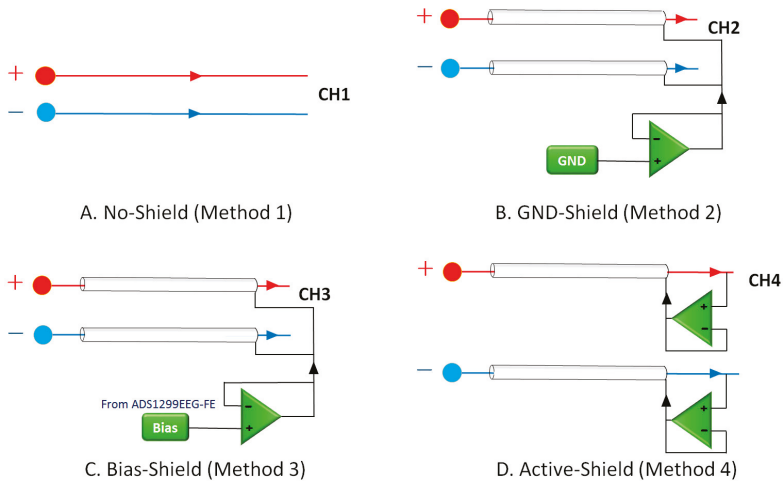 +
−
CH1
A. No-Shield (Method 1)
+
−
CH2
-
+
GND
B. GND-Shield (Method 2)
+
−
CH3
From ADS1299EEG-FE
-
+
Bias
C. Bias-Shield (Method 3)
+
CH4
+
-
−
+
-
D. Active-Shield (Method 4)